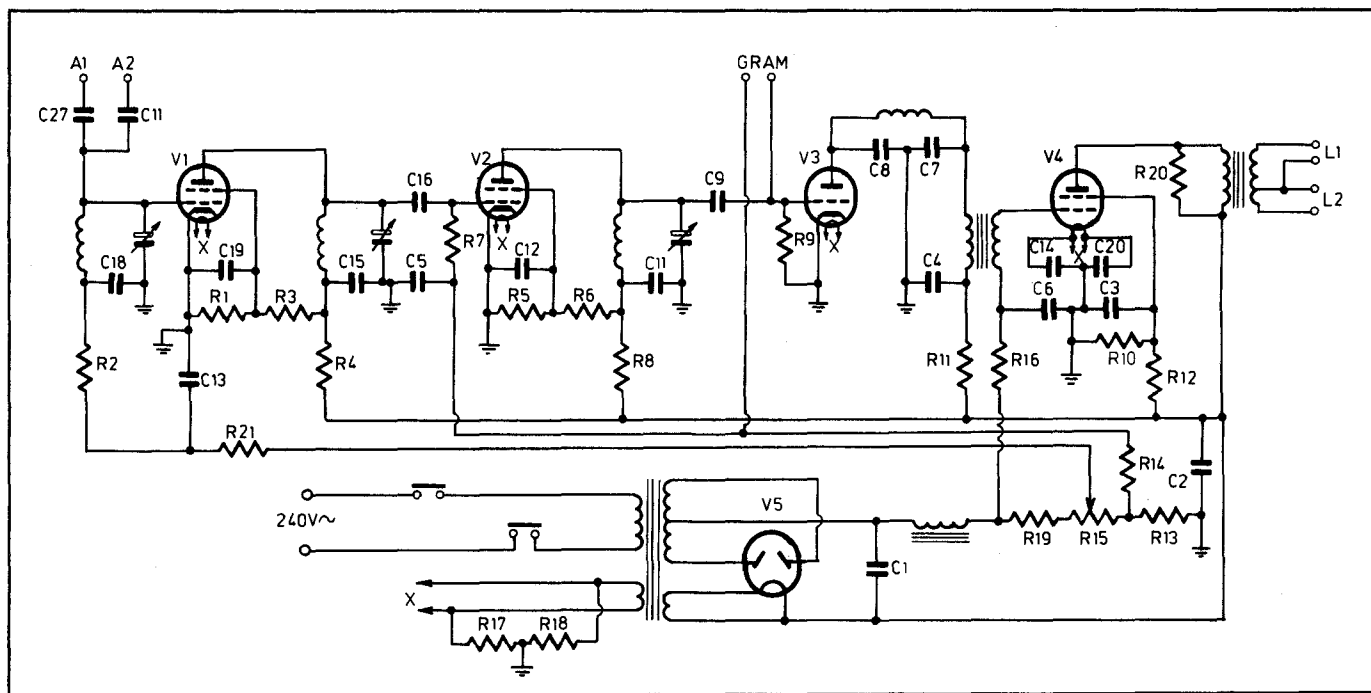 A1 A2 GRAM
C27 C11
V1 V2 V3 V4
C8 C7 R20 L1
L2
C16 C9
X C19 R7 X C12 R9 X C14 X C20
C18 C15 C5 C11 C4 C6 C3
R1 R3 R5 R6
R2 R4 R8 R11 R16 R10 R12
C13
R21 R14 C2
240V~ V5
R19 R15 R13
C1
X
R17 R18